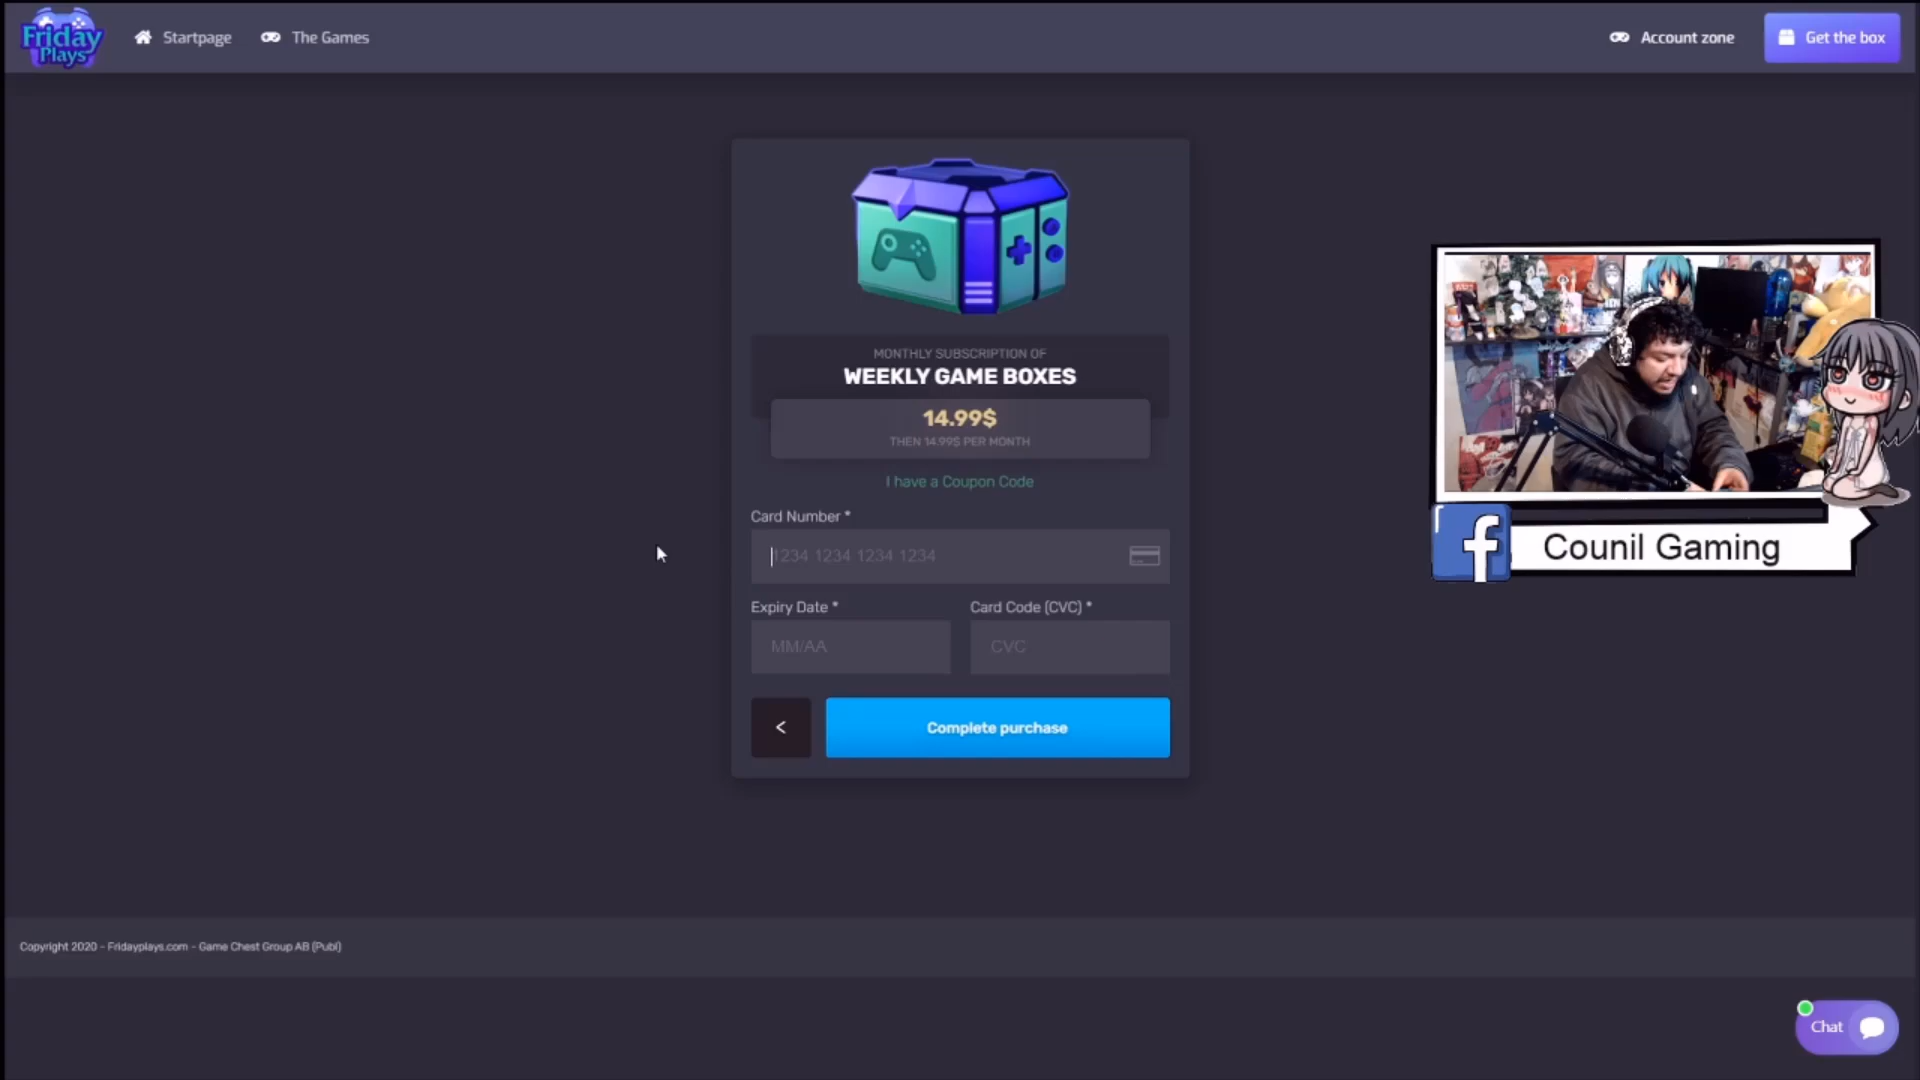 Friday
Plays
Startpage
The Games
Account zone
Get the box
MONTHLY SUBSCRIPTION OF
WEEKLY GAME BOXES
14.99$
THEN 14.99$ PER MONTH
I have a Coupon Code
Card Number *
1234 1234 1234 1234
Expiry Date *
Card Code (CVC) *
MM/AA
CVC
<
Complete purchase
f
Counil Gaming
Copyright 2020 - Fridayplays.com - Game Chest Group AB (Publ)
Chat